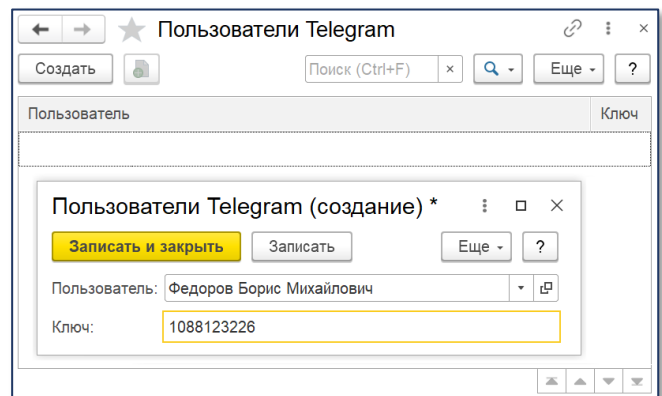 Пользователи Telegram
Создать Поиск (Ctrl+F) × Еще ?
Пользователь Ключ
Пользователи Telegram (создание) *
Записать и закрыть Записать Еще ?
Пользователь: Федоров Борис Михайлович
Ключ: 1088123226